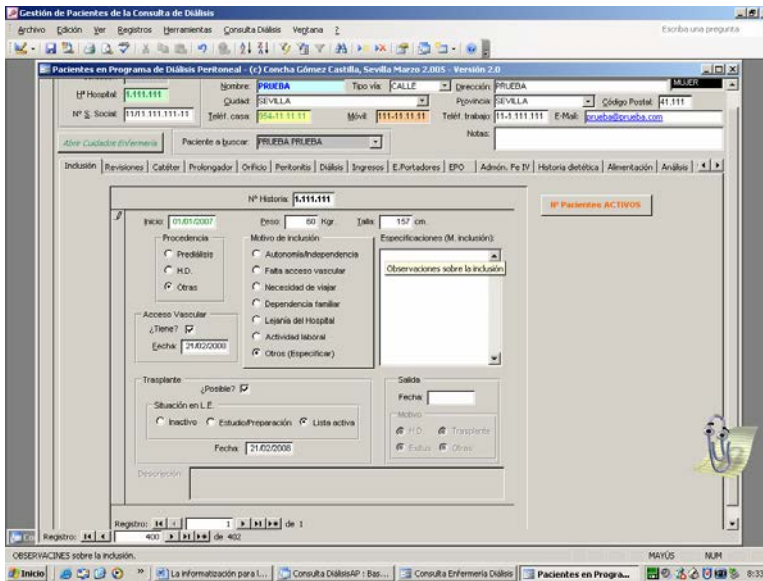 Gestión de Pacientes de la Consulta de Diálisis
Archivo Edición Ver Registros Herramientas Consulta Diálisis Ventana ?
Escriba una pregunta
Pacientes en Programa de Diálisis Peritoneal - (c) Concha Gómez Castilla, Sevilla Marzo 2.005 - Versión 2.0
Nombre: PRUEBA Tipo vía: CALLE Dirección: PRUEBA MUJER
Hª Hospital: 1.111.111 Ciudad: SEVILLA Provincia: SEVILLA Código Postal: 41.111
Nº S. Social: 11/11.111.111-11 Teléf. casa: 954-11.11.11 Móvil: 111-11.11.11 Teléf. trabajo: 11-1.111.111 E-Mail: prueba@prueba.com
Notas:
Abrir Cuidados Enfermería Paciente a buscar: PRUEBA PRUEBA
Inclusión Revisiones Catéter Prolongador Orificio Peritonitis Diálisis Ingresos E.Portadores EPO Admón. Fe IV Historia dietética Alimentación Análisis
Nº Historia: 1.111.111
Nº Pacientes ACTIVOS
Inicio: 01/01/2007 Peso: 60 Kgr. Talla: 157 cm.
Procedencia Motivo de inclusión Especificaciones (M. inclusión):
Prediálisis Autonomía/Independencia
H.D. Falta acceso vascular Observaciones sobre la inclusión
Otras Necesidad de viajar
Dependencia familiar
Acceso Vascular Lejanía del Hospital
¿Tiene? Actividad laboral
Fecha: 21/02/2008 Otros (Especificar)
Trasplante Salida
¿Posible? Fecha:
Situación en L.E. Motivo
Inactivo Estudio/Preparación Lista activa H.D. Trasplante
Exitus Otras
Fecha: 21/02/2008
Descripción:
Registro: 1 de 1
Registro: 400 de 402
OBSERVACINES sobre la inclusión. MAYÚS NUM
Inicio La informatización para l... Consulta DiálisisAP : Bas... Consulta Enfermería Diálisis Pacientes en Progra... 8:33